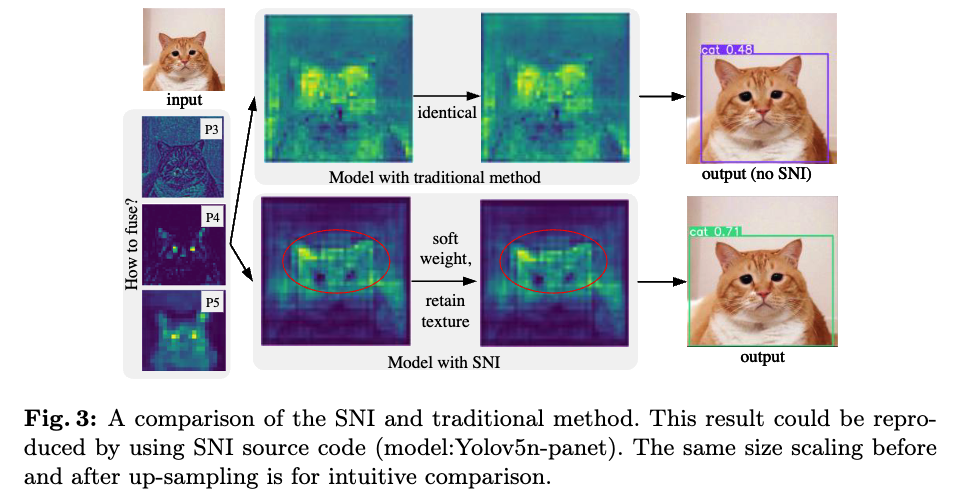 input
How to fuse?
P3
P4
P5
identical
Model with traditional method
cat 0.48
output (no SNI)
soft
weight,
retain
texture
Model with SNI
cat 0.71
output
Fig. 3: A comparison of the SNI and traditional method. This result could be repro-
duced by using SNI source code (model:Yolov5n-panet). The same size scaling before
and after up-sampling is for intuitive comparison.